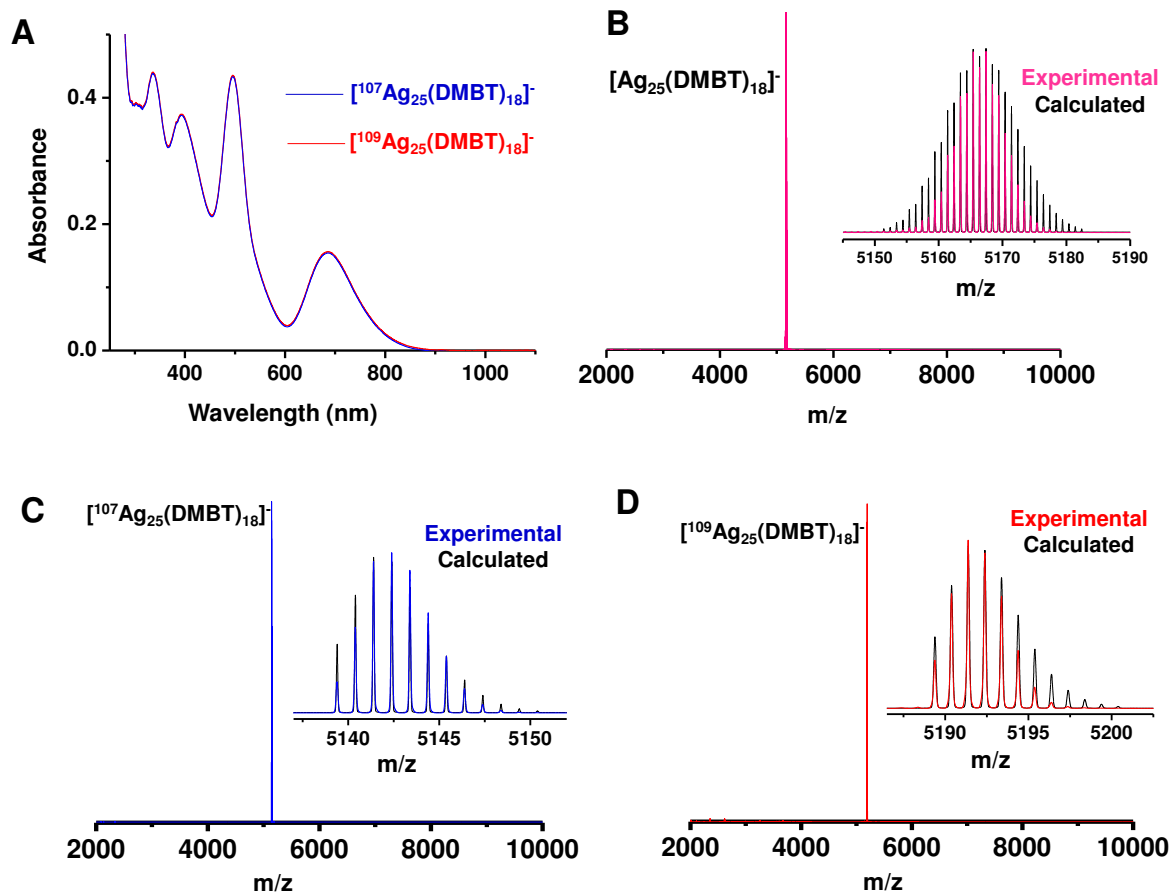 A
[¹⁰⁷Ag₂₅(DMBT)₁₈]⁻
[¹⁰⁹Ag₂₅(DMBT)₁₈]⁻
Absorbance
0.4
0.2
0.0
400 600 800 1000
Wavelength (nm)
B
[Ag₂₅(DMBT)₁₈]⁻
Experimental
Calculated
5150 5160 5170 5180 5190
m/z
2000 4000 6000 8000 10000
m/z
C
[¹⁰⁷Ag₂₅(DMBT)₁₈]⁻
Experimental
Calculated
5140 5145 5150
m/z
2000 4000 6000 8000 10000
m/z
D
[¹⁰⁹Ag₂₅(DMBT)₁₈]⁻
Experimental
Calculated
5190 5195 5200
m/z
2000 4000 6000 8000 10000
m/z